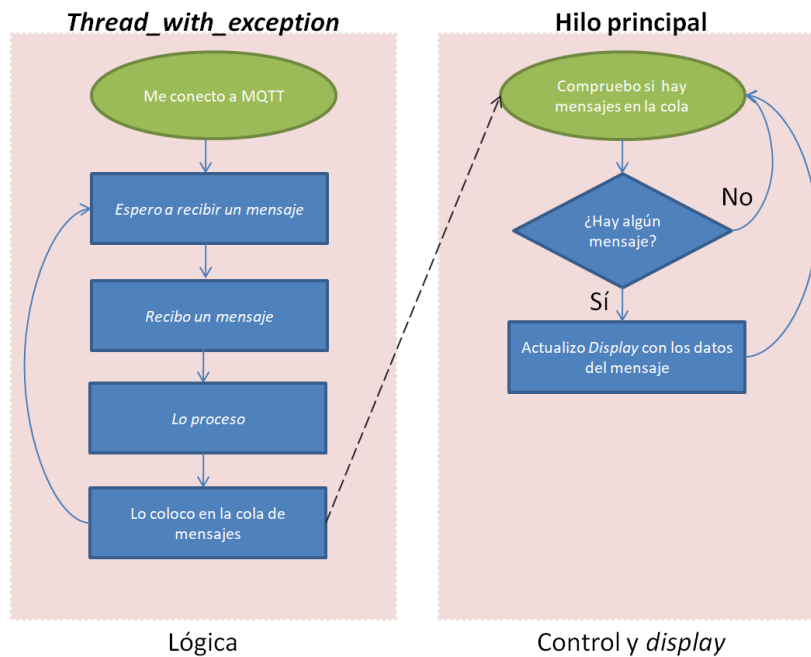 Thread_with_exception
Me conecto a MQTT
Espero a recibir un mensaje
Recibo un mensaje
Lo proceso
Lo coloco en la cola de
mensajes
Lógica
Hilo principal
Compruebo si hay
mensajes en la cola
¿Hay algún
mensaje?
No
Sí
Actualizo Display con los datos
del mensaje
Control y display